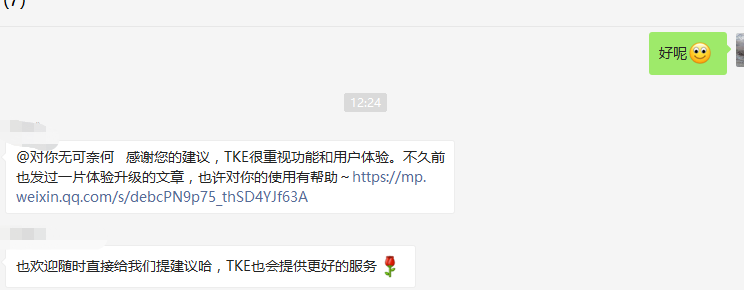 (7)
好呢
12:24
@对你无可奈何 感谢您的建议，TKE很重视功能和用户体验。不久前
也发过一片体验升级的文章，也许对你的使用有帮助～https://mp.
weixin.qq.com/s/debcPN9p75_thSD4YJf63A
也欢迎随时直接给我们提建议哈，TKE也会提供更好的服务